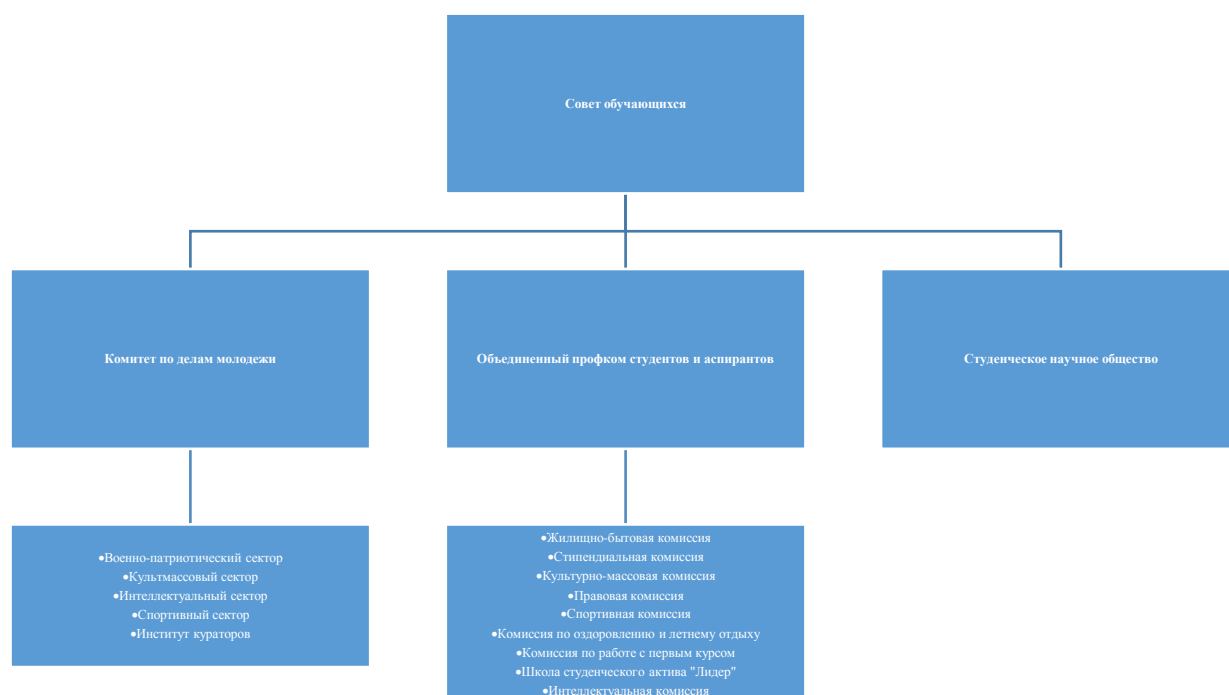 Совет обучающихся
Комитет по делам молодежи
Объединенный профком студентов и аспирантов
Студенческое научное общество
•Военно-патриотический сектор
•Культмассовый сектор
•Интеллектуальный сектор
•Спортивный сектор
•Институт кураторов
•Жилищно-бытовая комиссия
•Стипендиальная комиссия
•Культурно-массовая комиссия
•Правовая комиссия
•Спортивная комиссия
•Комиссия по оздоровлению и летнему отдыху
•Комиссия по работе с первым курсом
•Школа студенческого актива "Лидер"
•Интеллектуальная комиссия